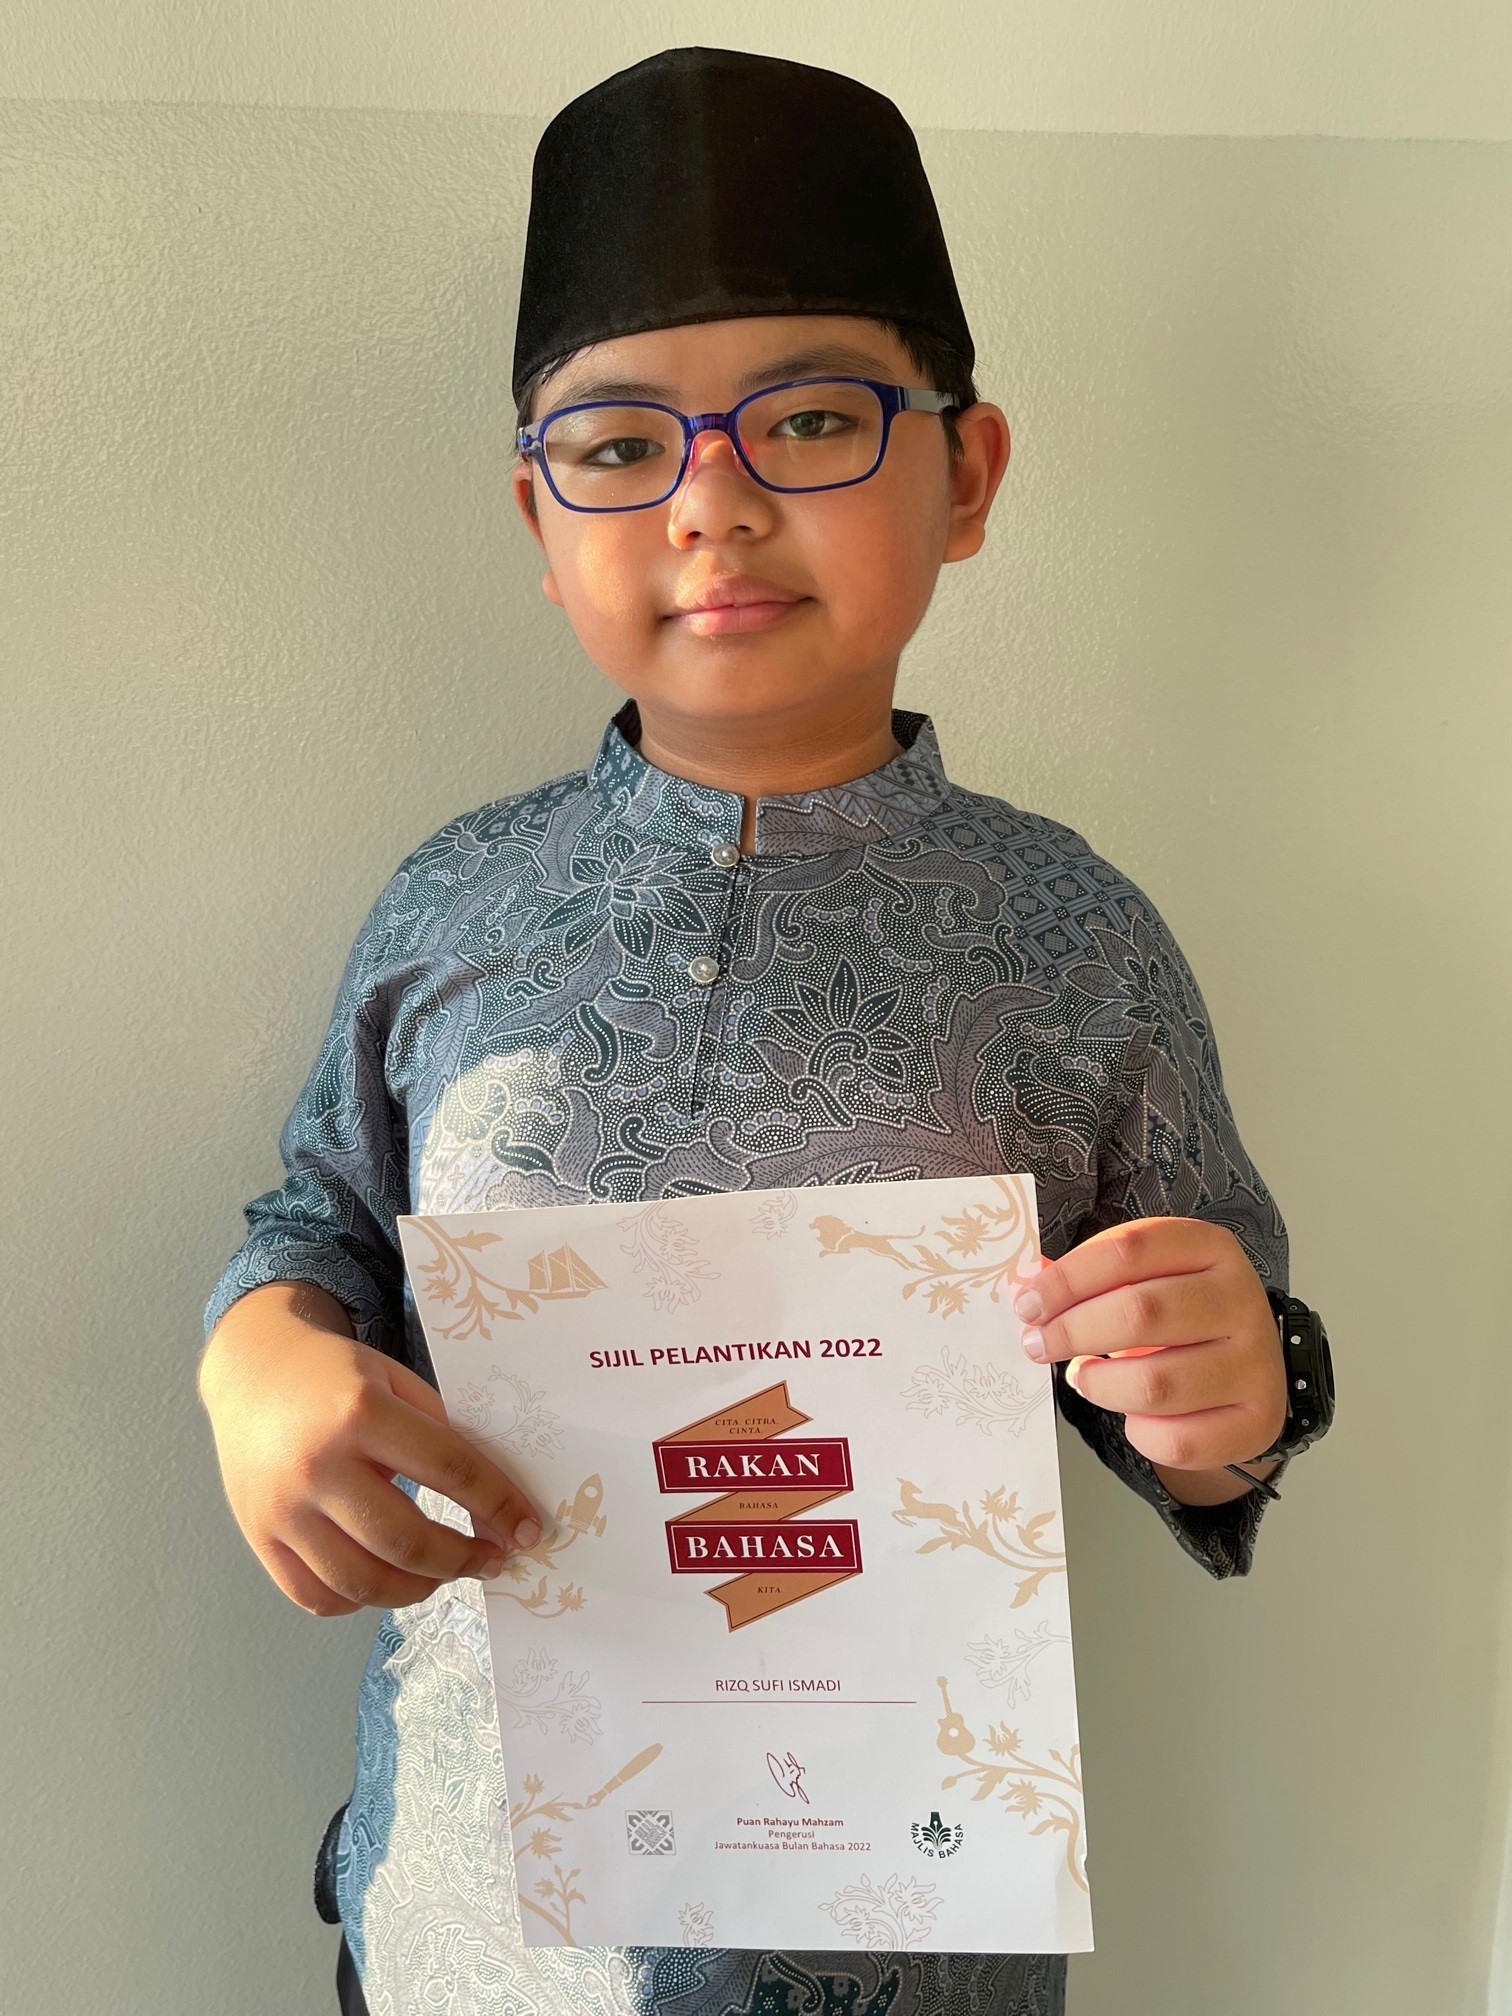 SIJIL PELANTIKAN 2022
CITA. CITRA.
CINTA.
RAKAN
BAHASA
BAHASA
KITA.
RIZQ SUFI ISMADI
Puan Rahayu Mahzam
Pengerusi
Jawatankuasa Bulan Bahasa 2022
MAJLIS BAHASA